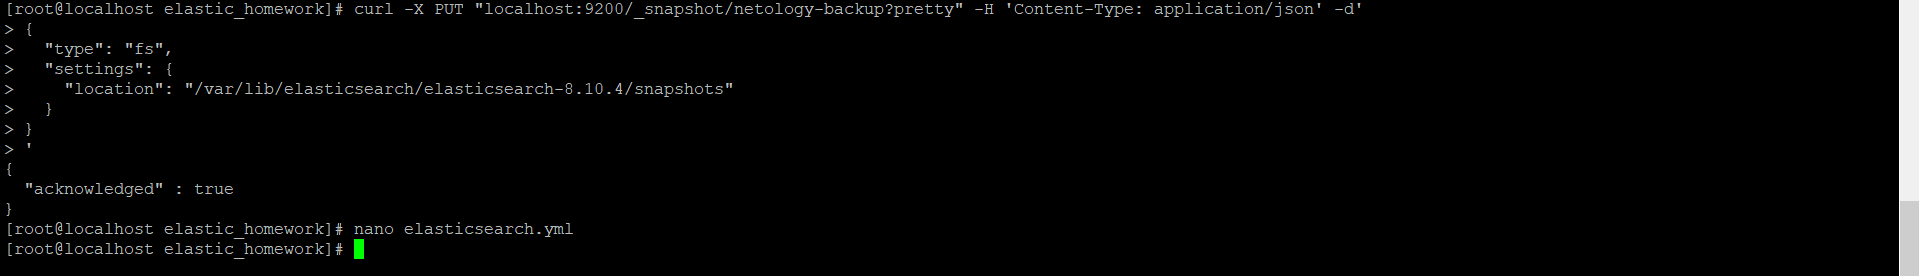 [root@localhost elastic_homework]# curl -X PUT "localhost:9200/_snapshot/netology-backup?pretty" -H 'Content-Type: application/json' -d'
> {
>   "type": "fs",
>   "settings": {
>     "location": "/var/lib/elasticsearch/elasticsearch-8.10.4/snapshots"
>   }
> }
> '
{
  "acknowledged" : true
}
[root@localhost elastic_homework]# nano elasticsearch.yml
[root@localhost elastic_homework]#